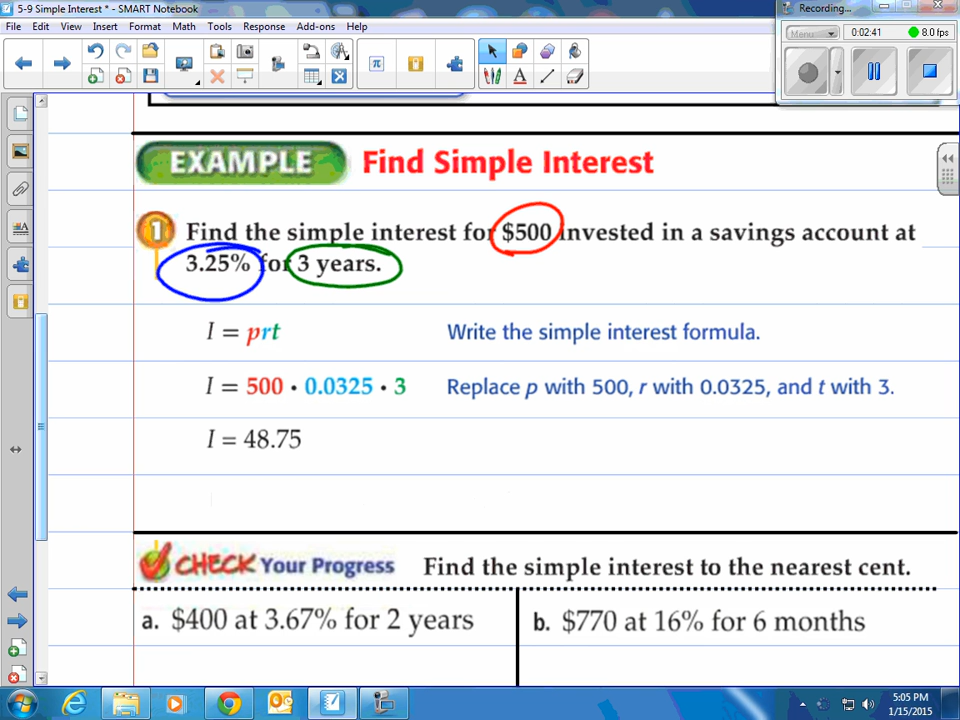 5-9 Simple Interest * - SMART Notebook
Recording...
File Edit View Insert Format Math Tools Response Add-ons Help
Menu 0:02:41 8.0 fps
EXAMPLE Find Simple Interest
1 Find the simple interest for $500 invested in a savings account at
3.25% for 3 years.
I = prt Write the simple interest formula.
I = 500 • 0.0325 • 3 Replace p with 500, r with 0.0325, and t with 3.
I = 48.75
CHECK Your Progress Find the simple interest to the nearest cent.
a. $400 at 3.67% for 2 years
b. $770 at 16% for 6 months
5:05 PM
1/15/2015